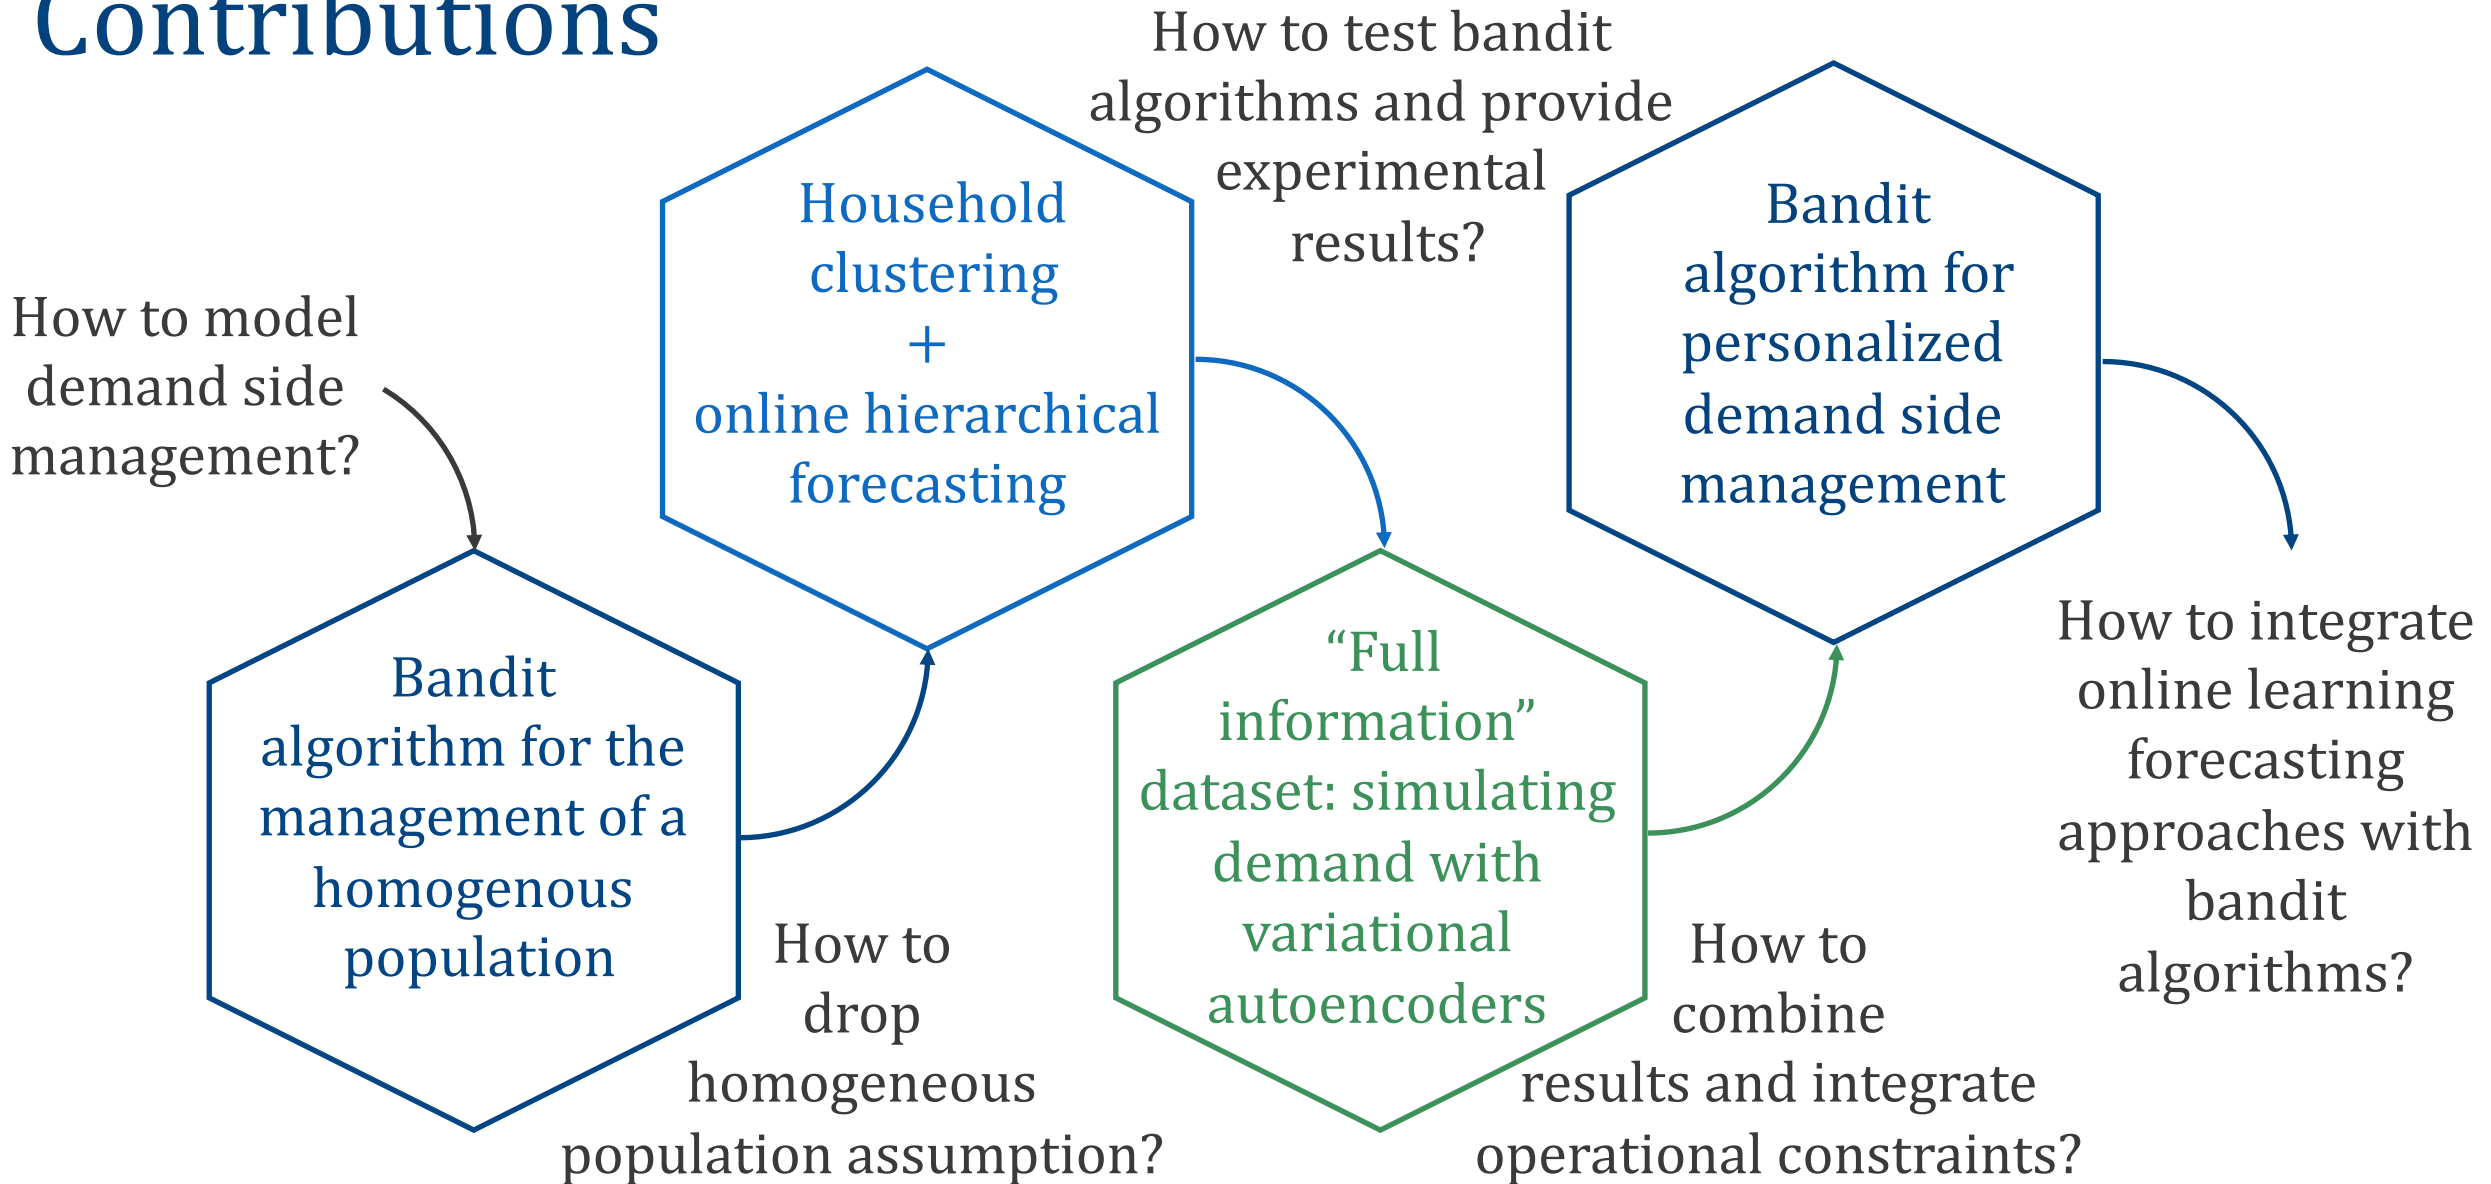 Contributions
How to model
demand side
management?
Bandit
algorithm for the
management of a
homogenous
population
How to
drop
homogeneous
population assumption?
Household
clustering
+
online hierarchical
forecasting
How to test bandit
algorithms and provide
experimental
results?
“Full
information”
dataset: simulating
demand with
variational
autoencoders
How to
combine
results and integrate
operational constraints?
Bandit
algorithm for
personalized
demand side
management
How to integrate
online learning
forecasting
approaches with
bandit
algorithms?